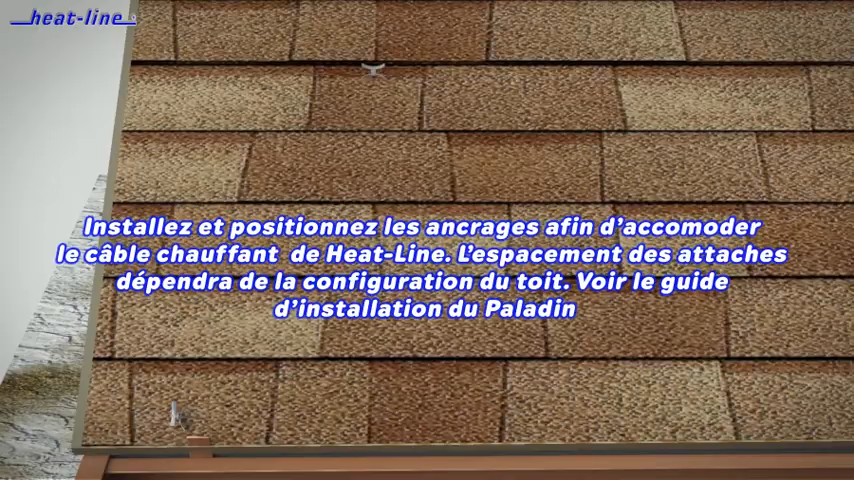 heat-line
Installez et positionnez les ancrages afin d’accomoder
le câble chauffant de Heat-Line. L’espacement des attaches
dépendra de la configuration du toit. Voir le guide
d’installation du Paladin